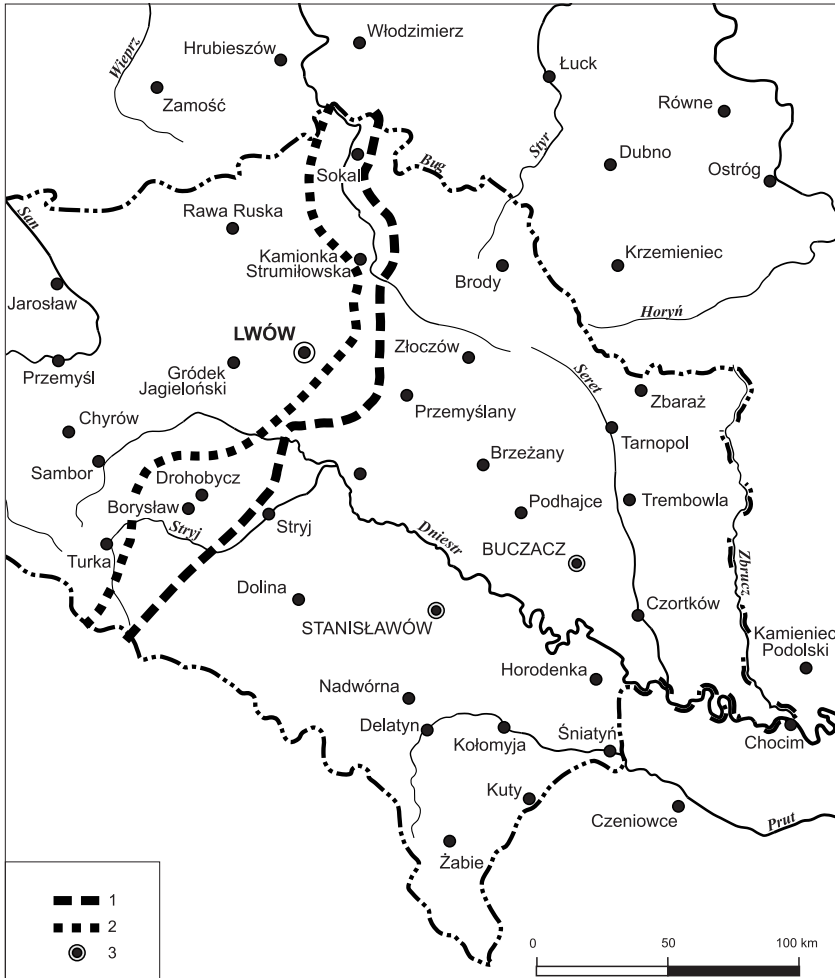 Wieprz
Hrubieszów
Włodzimierz
Zamość
Łuck
Równe
Styr
Bug
Dubno
Ostróg
Sokal
San
Rawa Ruska
Kamionka
Strumiłowska
Brody
Krzemieniec
Jarosław
Horyń
LWÓW
Złoczów
Gródek
Jagieloński
Przemyśl
Seret
Zbaraż
Przemyślany
Chyrów
Tarnopol
Sambor
Brzeżany
Drohobycz
Borysław
Podhajce
Trembowla
Stryj
Stryj
Dniestr
BUCZACZ
Zbrucz
Turka
Dolina
STANISŁAWÓW
Czortków
Kamieniec
Podolski
Horodenka
Nadwórna
Delatyn
Kołomyja
Śniatyń
Chocim
Kuty
Czeniowce
Prut
Żabie
1
2
3
0 50 100 km